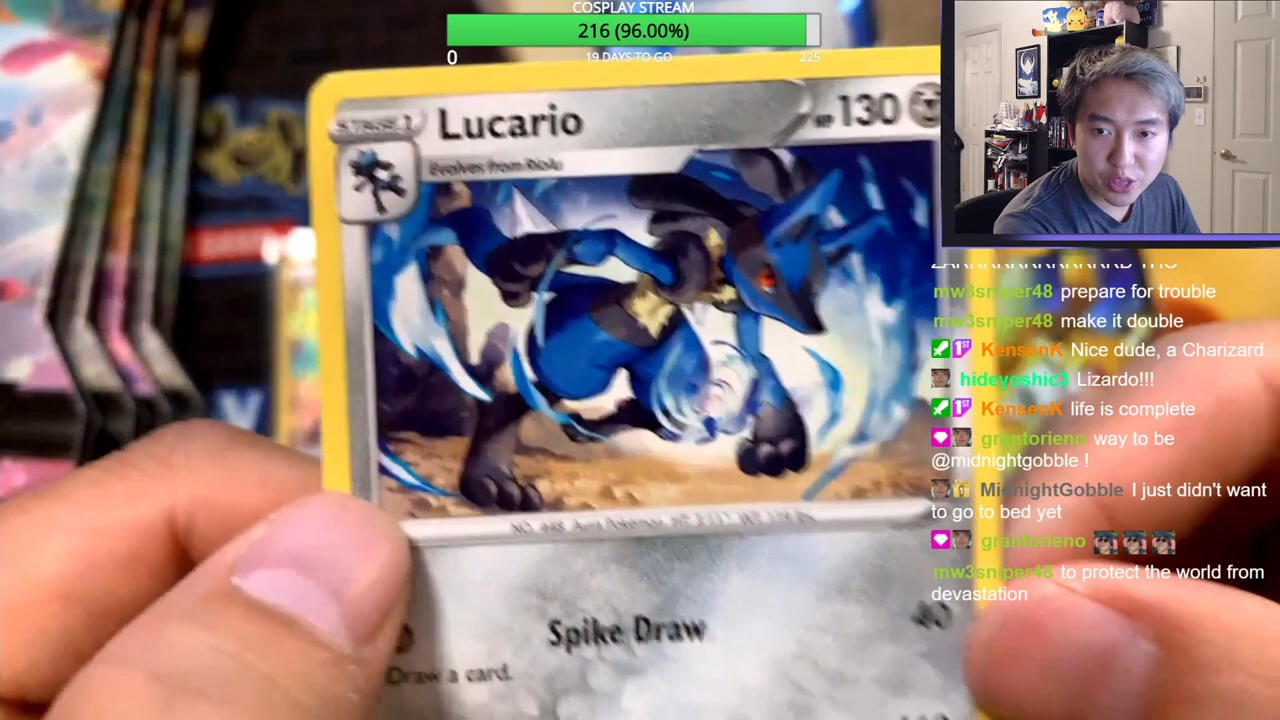 COSPLAY STREAM
216 (96.00%)
0
19 DAYS TO GO
225
STAGE 1
Lucario
HP 130
Evolves from Riolu
Spike Draw
40
Draw a card.
mw3sniper48 prepare for trouble
mw3sniper48 make it double
KensenK Nice dude, a Charizard
hideyoshic3 Lizardo!!!
KensenK life is complete
grantorieno way to be
@midnightgobble !
MidnightGobble I just didn't want
to go to bed yet
grantorieno
mw3sniper48 to protect the world from
devastation